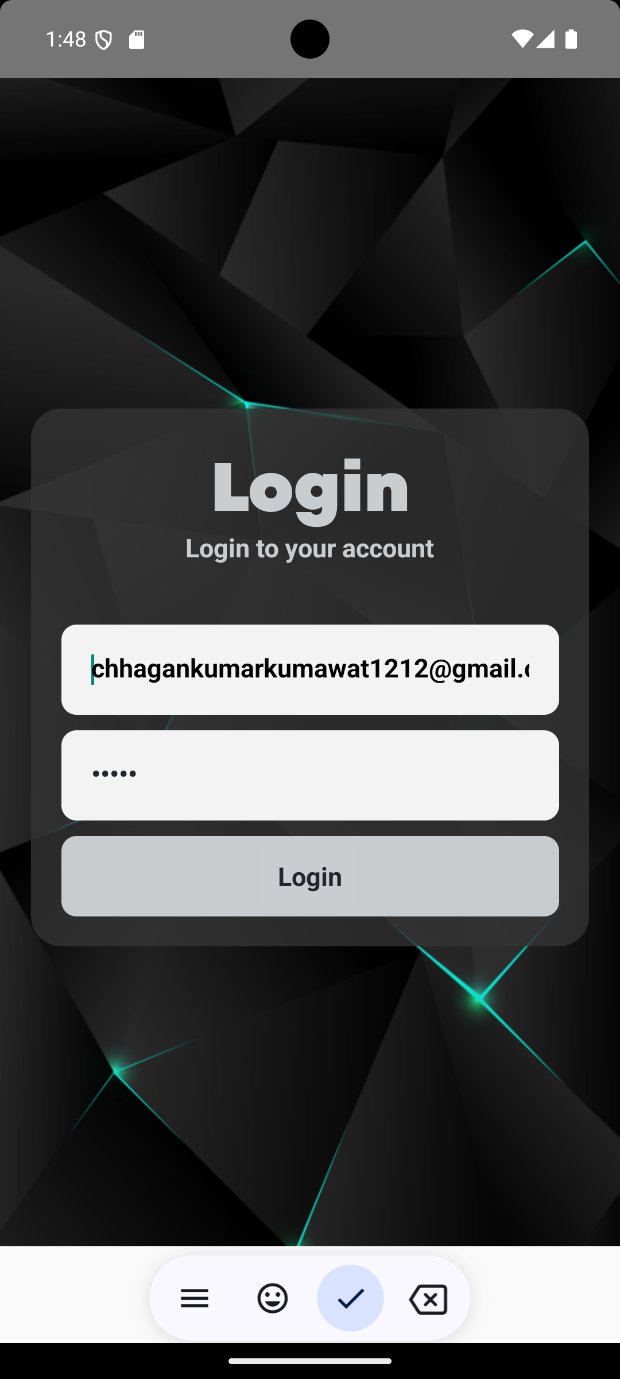 1:48
Login
Login to your account
chhagankumarkumawat1212@gmail.
•••••
Login